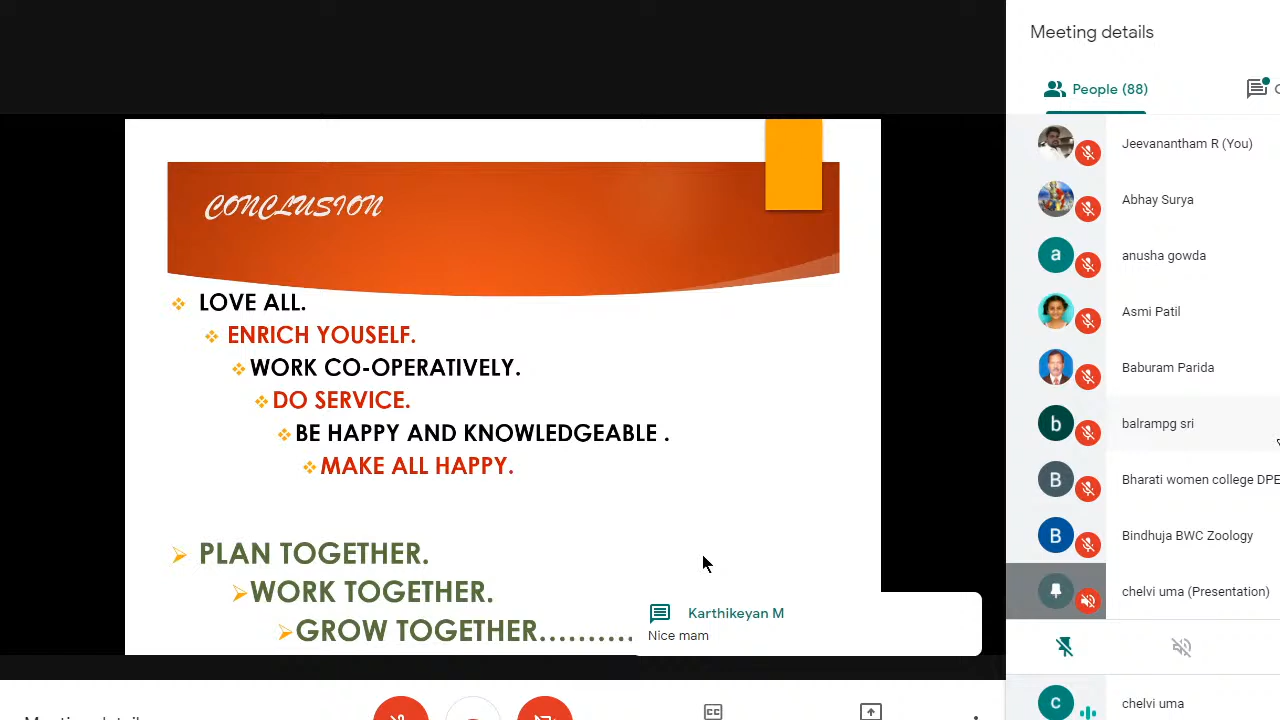 Meeting details
People (88)
CONCLUSION
LOVE ALL.
ENRICH YOUSELF.
WORK CO-OPERATIVELY.
DO SERVICE.
BE HAPPY AND KNOWLEDGEABLE .
MAKE ALL HAPPY.
PLAN TOGETHER.
WORK TOGETHER.
GROW TOGETHER..........
Karthikeyan M
Nice mam
Jeevanantham R (You)
Abhay Surya
a
anusha gowda
Asmi Patil
Baburam Parida
b
balrampg sri
B
Bharati women college DPE
B
Bindhuja BWC Zoology
chelvi uma (Presentation)
c
chelvi uma
CC